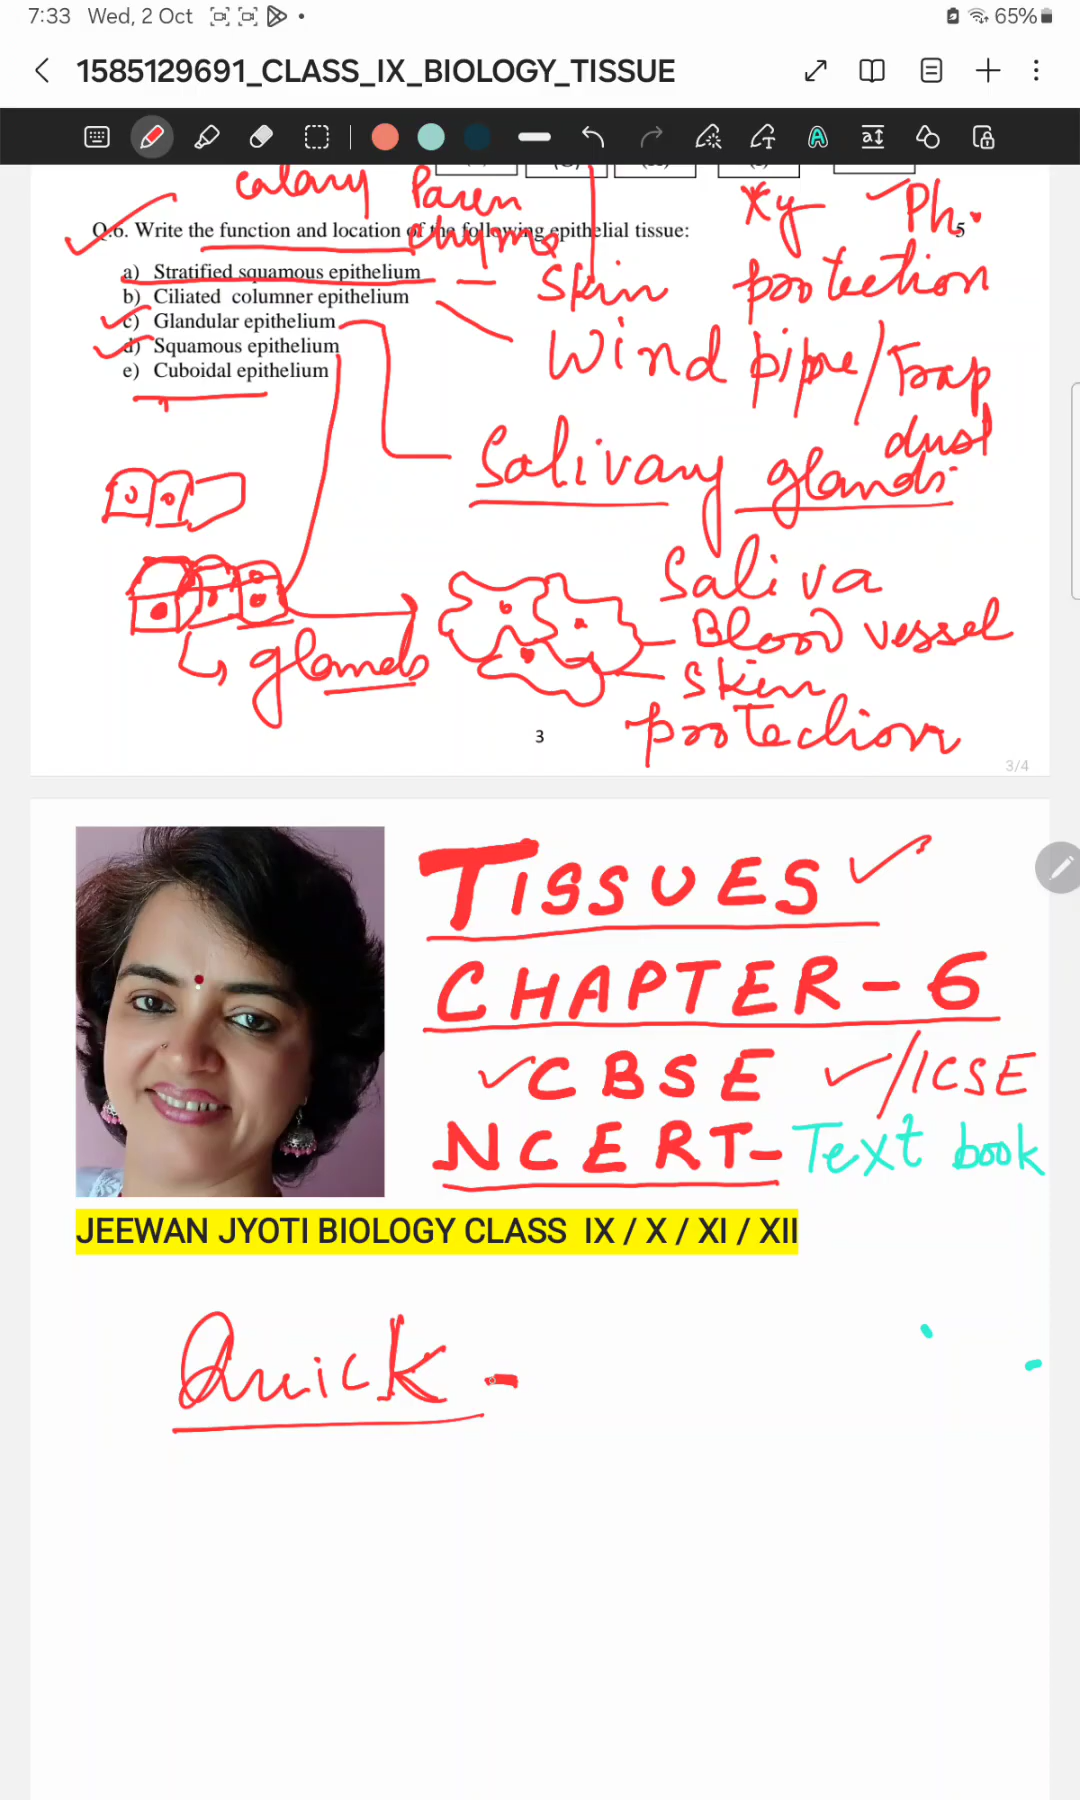 7:33 Wed, 2 Oct 65%
1585129691_CLASS_IX_BIOLOGY_TISSUE
Paren
chyma
Xy Ph.
Q.6. Write the function and location of the following epithelial tissue: 5
a) Stratified squamous epithelium
b) Ciliated columner epithelium
c) Glandular epithelium
d) Squamous epithelium
e) Cuboidal epithelium
Skin protection
Wind pipe/Trap
dust
Salivary glands
Saliva
Blood vessel
glands
Skin
protection
3
3/4
TISSUES
CHAPTER-6
CBSE /ICSE
NCERT- Text book
JEEWAN JYOTI BIOLOGY CLASS IX / X / XI / XII
Quick -